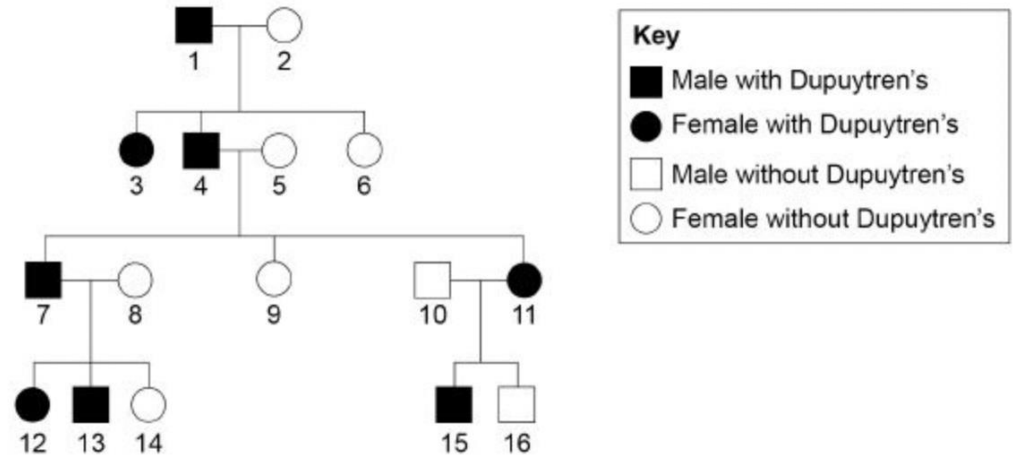 Key
Male with Dupuytren's
Female with Dupuytren's
Male without Dupuytren's
Female without Dupuytren's
1 2
3 4 5 6
7 8 9 10 11
12 13 14 15 16